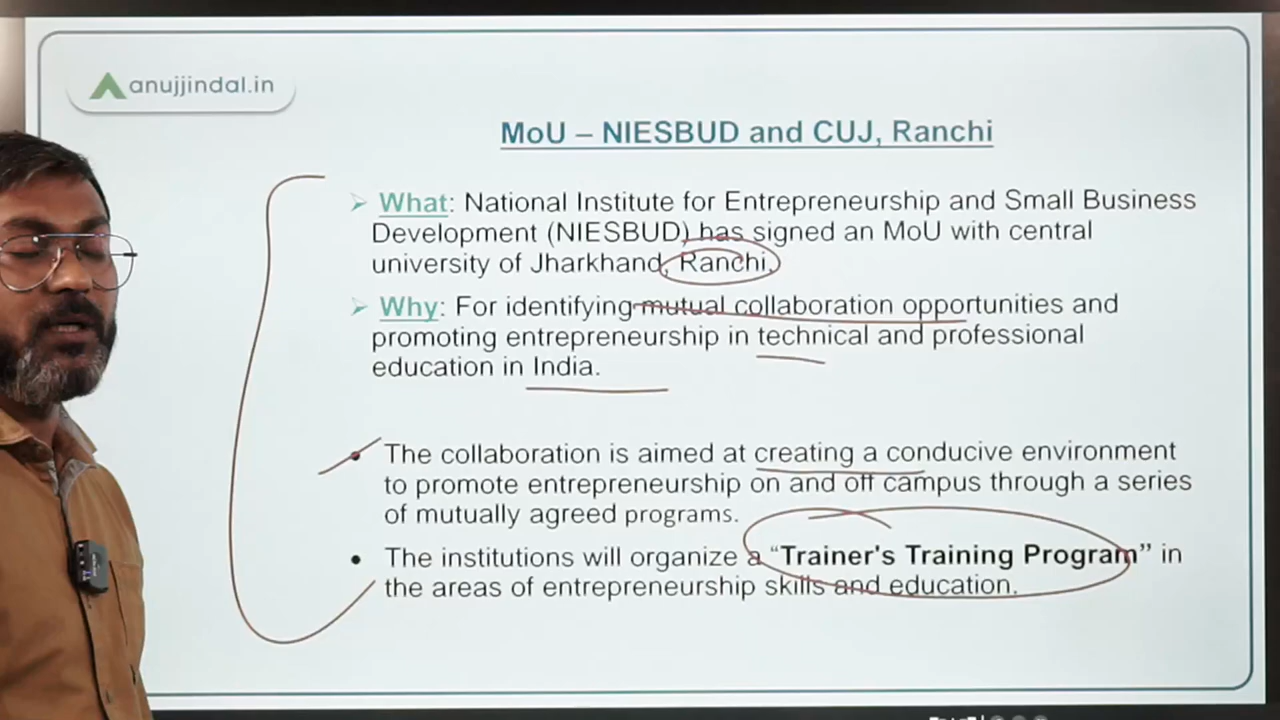 anujjindal.in
MoU – NIESBUD and CUJ, Ranchi
➢ What: National Institute for Entrepreneurship and Small Business
Development (NIESBUD) has signed an MoU with central
university of Jharkhand, Ranchi.
➢ Why: For identifying mutual collaboration opportunities and
promoting entrepreneurship in technical and professional
education in India.
• The collaboration is aimed at creating a conducive environment
to promote entrepreneurship on and off campus through a series
of mutually agreed programs.
• The institutions will organize a “Trainer's Training Program” in
the areas of entrepreneurship skills and education.